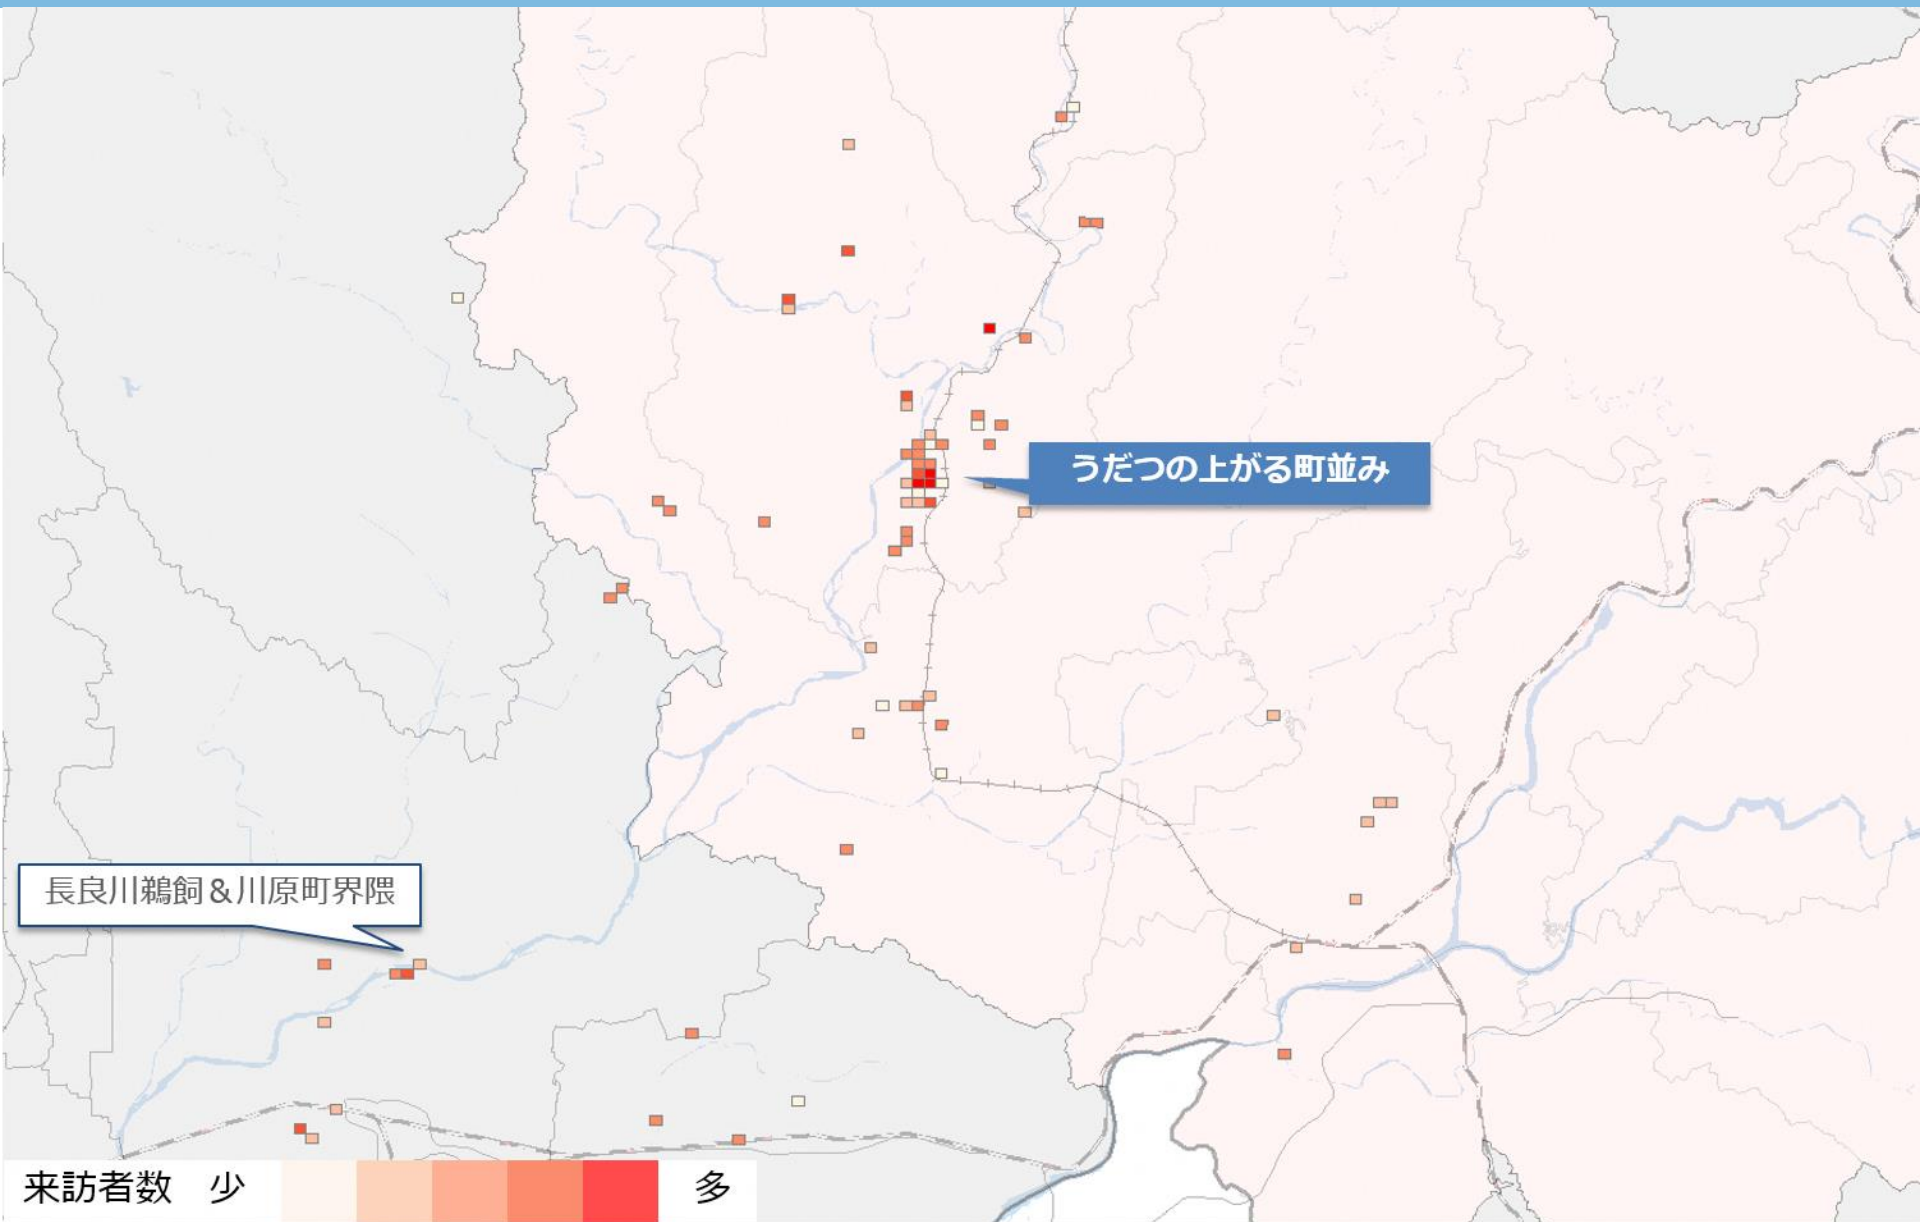 うだつの上がる町並み
長良川鵜飼＆川原町界隈
来訪者数　少　多